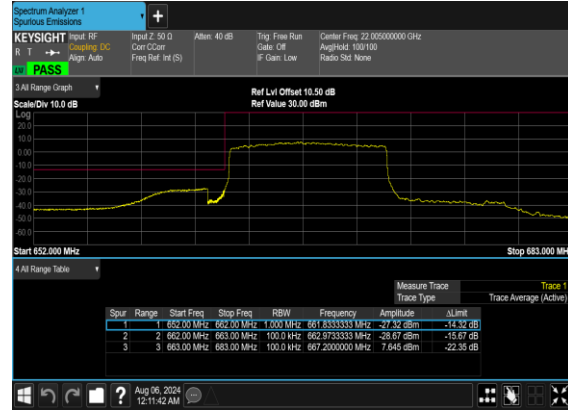 Spectrum Analyzer 1
Spurious Emissions
+
KEYSIGHT Input: RF Input Z: 50 Ω Atten: 40 dB Trig: Free Run Center Freq: 22.005000000 GHz
R T Coupling: DC Corr CCorr Gate: Off Avg|Hold: 100/100
Align: Auto Freq Ref: Int (S) IF Gain: Low Radio Std: None
PASS
3 All Range Graph
Ref Lvl Offset 10.50 dB
Scale/Div 10.0 dB Ref Value 30.00 dBm
Log
20.0
10.0
0.00
-10.0
-20.0
-30.0
-40.0
-50.0
-60.0
Start 652.000 MHz Stop 683.000 MH
4 All Range Table
Measure Trace Trace 1
Trace Type Trace Average (Active)
Spur Range Start Freq Stop Freq RBW Frequency Amplitude ΔLimit
1 1 652.00 MHz 662.00 MHz 1.000 MHz 661.8333333 MHz -27.32 dBm -14.32 dB
2 2 662.00 MHz 663.00 MHz 100.0 kHz 662.9733333 MHz -28.67 dBm -15.67 dB
3 3 663.00 MHz 683.00 MHz 100.0 kHz 667.2000000 MHz 7.645 dBm -22.35 dB
?
Aug 06, 2024
12:11:42 AM